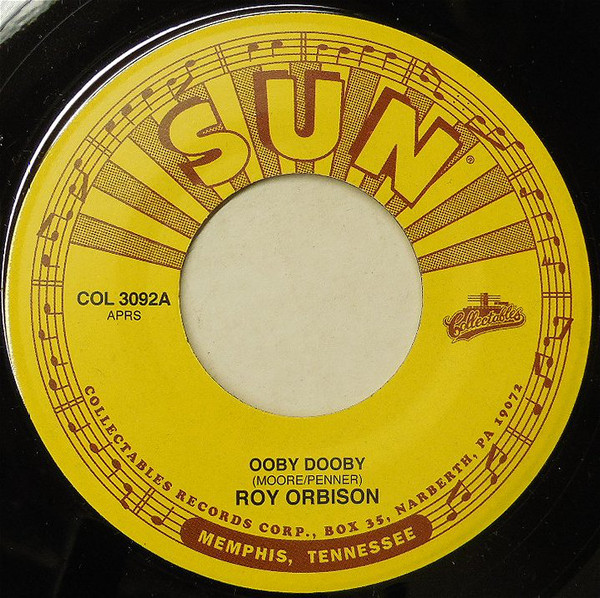 SUN®
COL 3092A
APRS
Collectables
OOBY DOOBY
(MOORE/PENNER)
ROY ORBISON
COLLECTABLES RECORDS CORP., BOX 35, NARBERTH, PA 19072
MEMPHIS, TENNESSEE